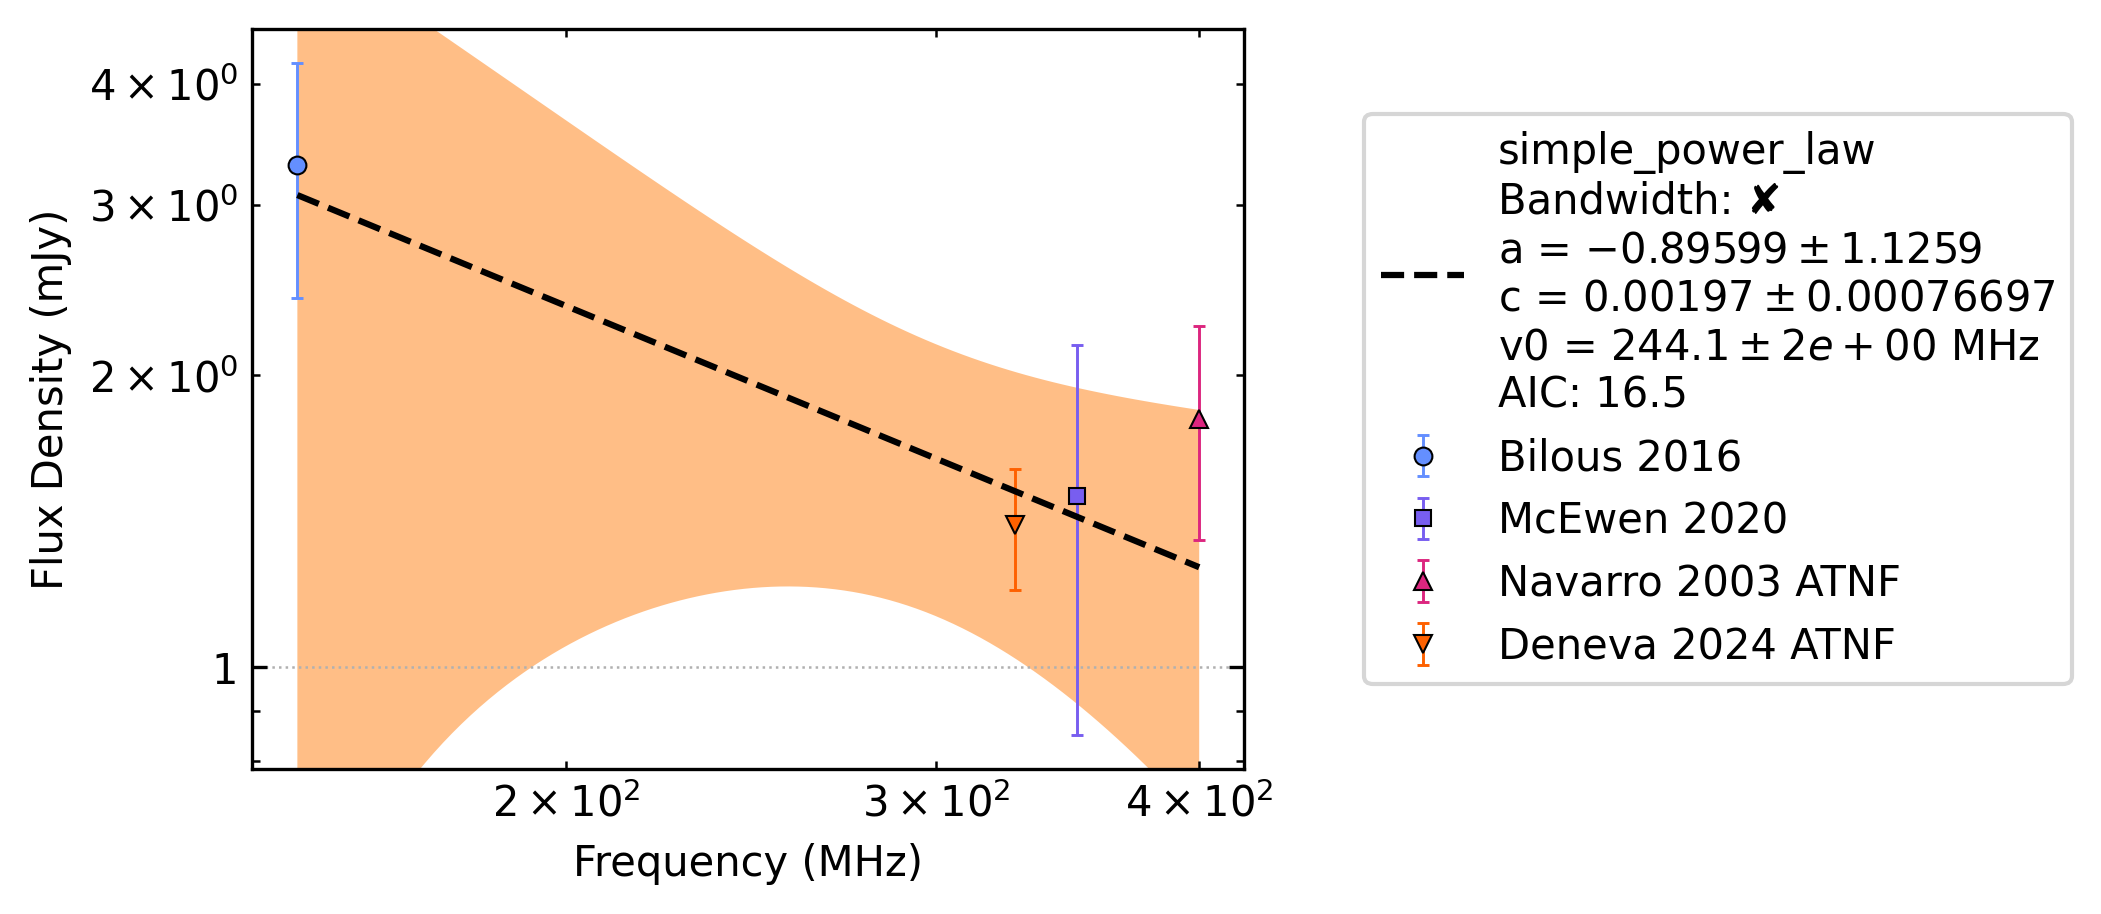 4 × 10⁰
3 × 10⁰
2 × 10⁰
1
Flux Density (mJy)
2 × 10² 3 × 10² 4 × 10²
Frequency (MHz)
simple_power_law
Bandwidth: ✘
a = −0.89599 ± 1.1259
c = 0.00197 ± 0.00076697
v0 = 244.1 ± 2e + 00 MHz
AIC: 16.5
Bilous 2016
McEwen 2020
Navarro 2003 ATNF
Deneva 2024 ATNF